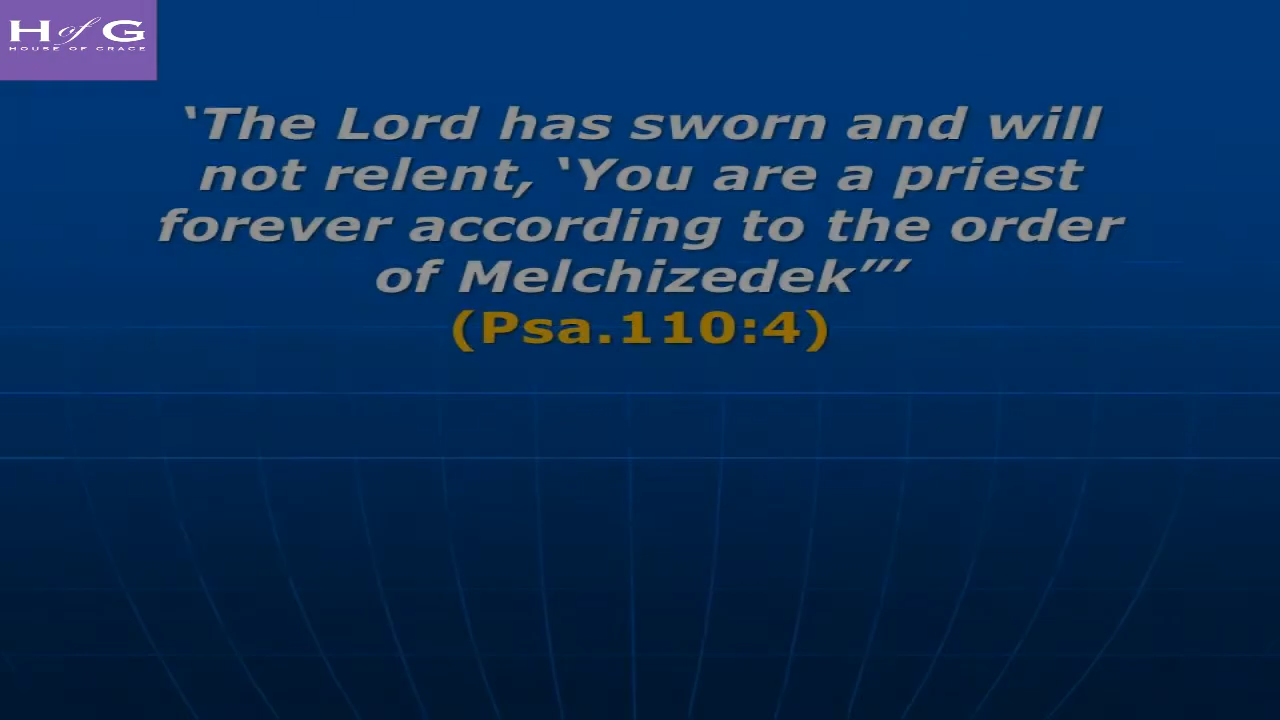 H of G
HOUSE OF GRACE
‘The Lord has sworn and will
not relent, ‘You are a priest
forever according to the order
of Melchizedek”’
(Psa.110:4)